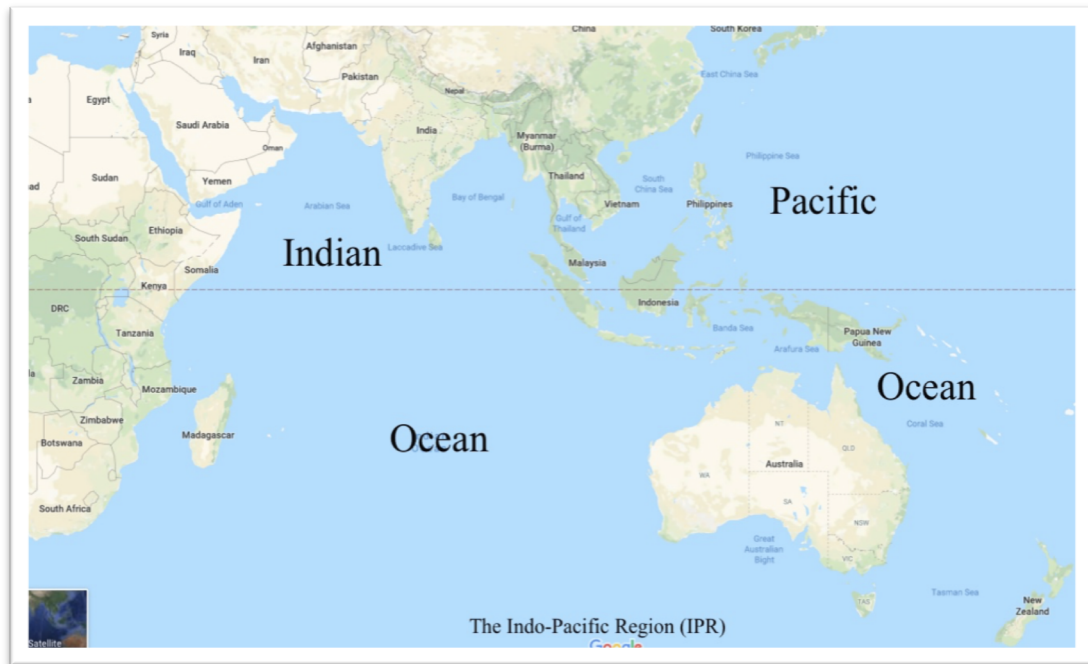 Syria
China
South Korea
Iraq
Iran
Afghanistan
East China Sea
Pakistan
Nepal
Egypt
Saudi Arabia
India
Myanmar
(Burma)
Oman
Philippine Sea
Sudan
Yemen
Thailand
South
China Sea
ad
Gulf of Aden
Arabian Sea
Bay of Bengal
Vietnam
Philippines
Pacific
Gulf of
Thailand
Ethiopia
South Sudan
Indian
Laccadive Sea
Somalia
Malaysia
Kenya
DRC
Indonesia
Tanzania
Banda Sea
Papua New
Guinea
Arafura Sea
la
Zambia
Mozambique
Ocean
Zimbabwe
Botswana
Madagascar
Ocean
NT
QLD
Coral Sea
Australia
WA
SA
South Africa
NSW
Great
Australian
Bight
VIC
TAS
Tasman Sea
New
Zealand
The Indo-Pacific Region (IPR)
Satellite
Google